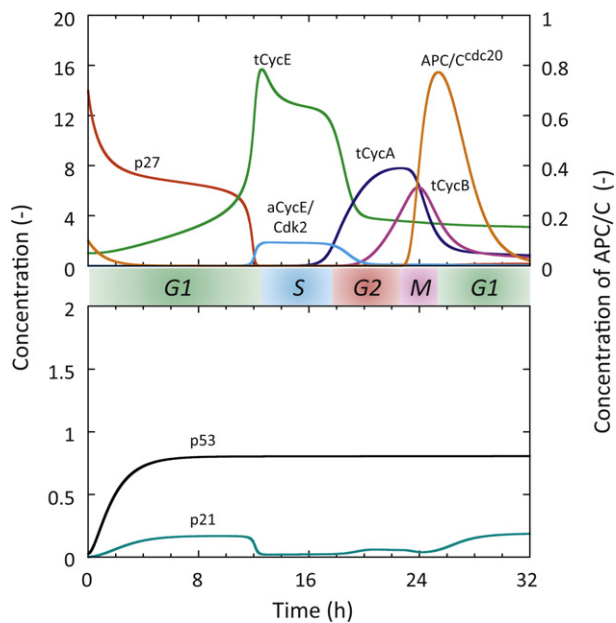 20
16
12
8
4
0
1
0.8
0.6
0.4
0.2
0
Concentration (-)
Concentration of APC/C (-)
tCycE
APC/Ccdc20
p27
tCycA
tCycB
aCycE/
Cdk2
G1
S
G2
M
G1
2
1.5
1
0.5
0
p53
p21
0
8
16
24
32
Time (h)